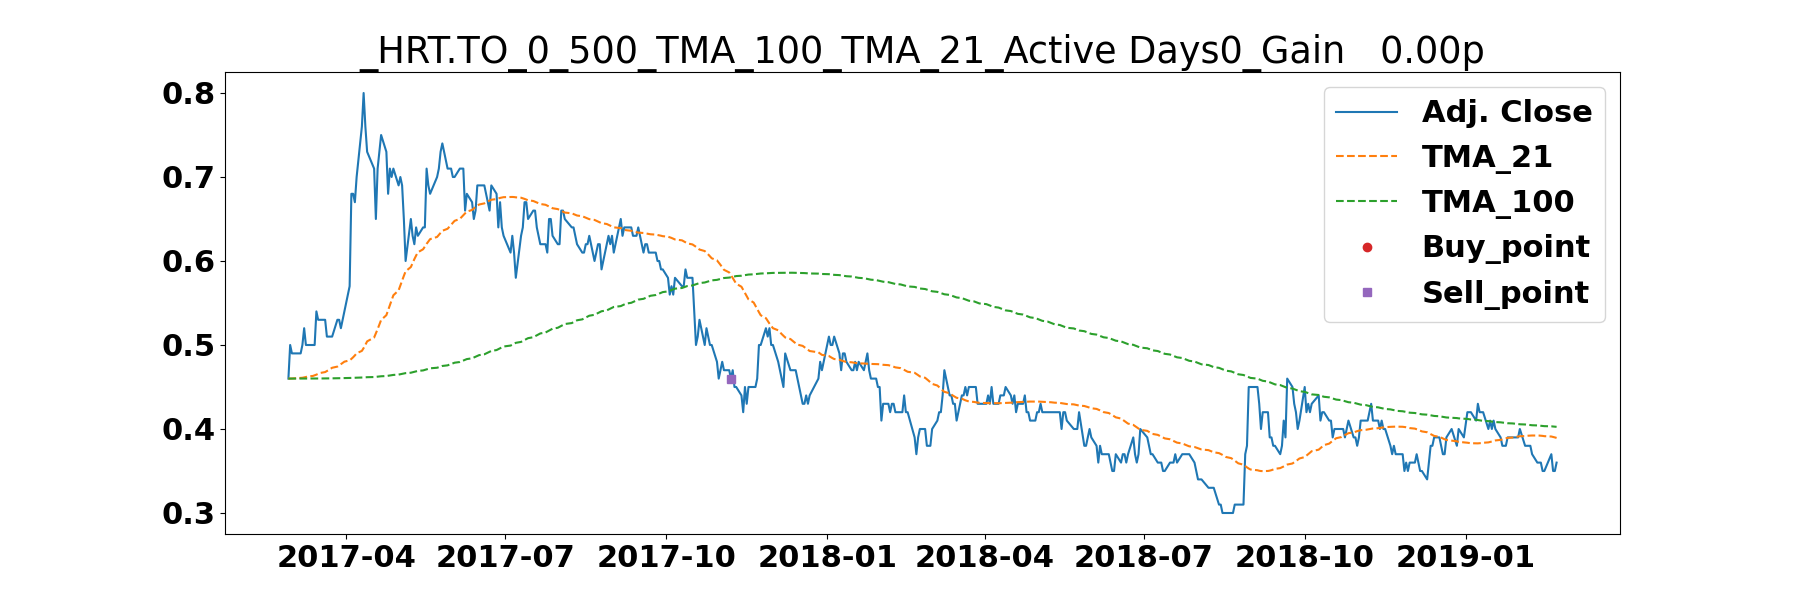 _HRT.TO_0_500_TMA_100_TMA_21_Active Days0_Gain   0.00p
0.8
0.7
0.6
0.5
0.4
0.3
Adj. Close
TMA_21
TMA_100
Buy_point
Sell_point
2017-04 2017-07 2017-10 2018-01 2018-04 2018-07 2018-10 2019-01